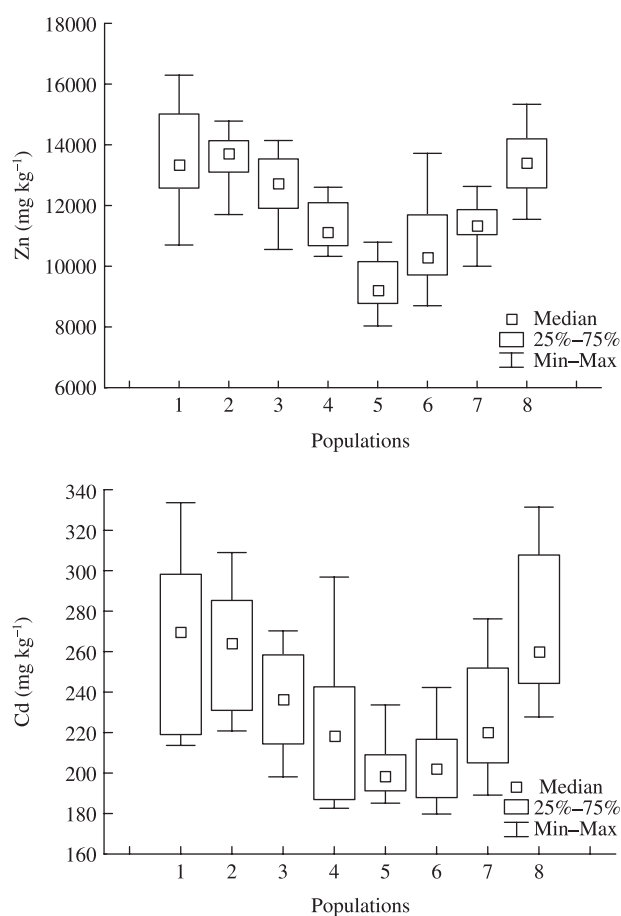 18000
16000
14000
12000
10000
8000
6000
Zn (mg kg⁻¹)
Median
25%–75%
Min–Max
1 2 3 4 5 6 7 8
Populations
340
320
300
280
260
240
220
200
180
160
Cd (mg kg⁻¹)
Median
25%–75%
Min–Max
1 2 3 4 5 6 7 8
Populations